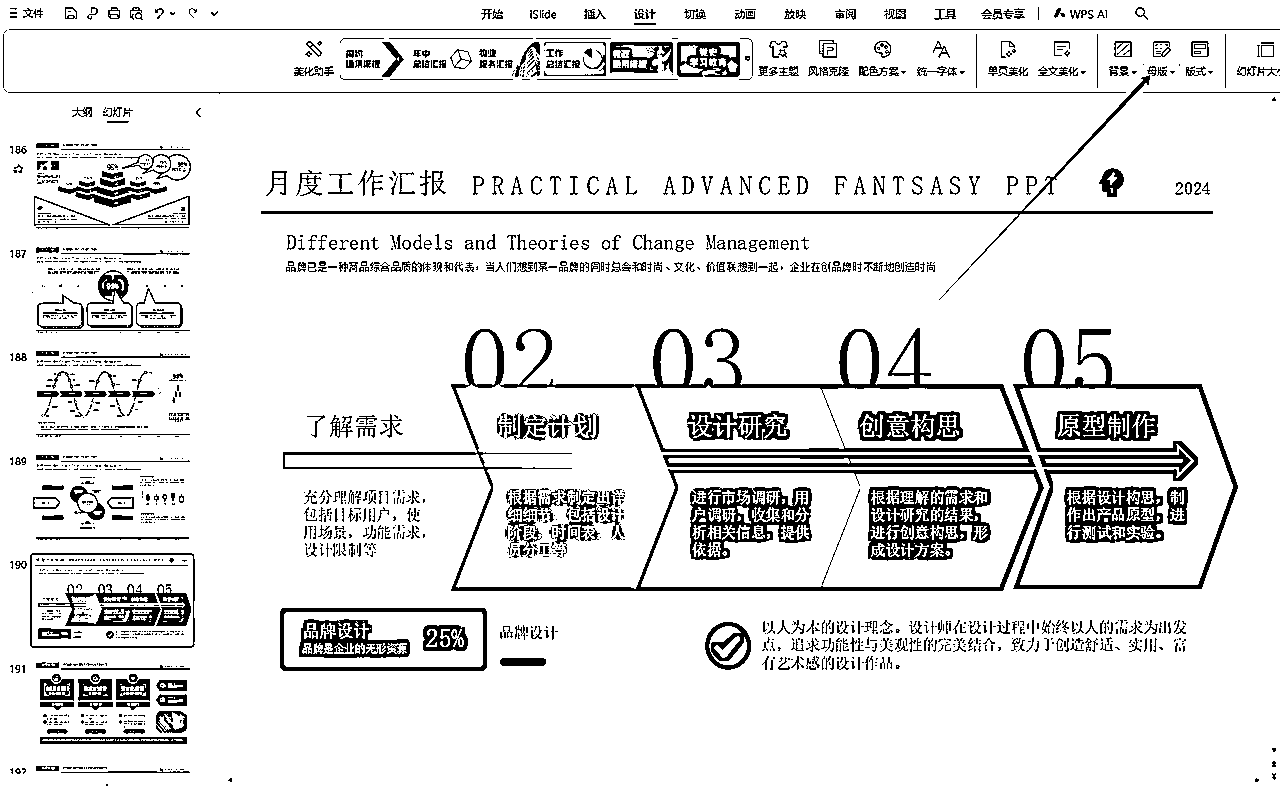 文件
开始 iSlide 插入 设计 切换 动画 放映 审阅 视图 工具 会员专享 WPS AI
美化助手
年中
总结汇报
工作
总结汇报
更多主题 风格克隆 配色方案 统一字体 单页美化 全文美化 背景 母版 版式
大纲 幻灯片
186
187
188
189
190
191
192
月度工作汇报 PRACTICAL ADVANCED FANTSASY PPT 2024
Different Models and Theories of Change Management
品牌已是一种商品综合品质的体现和代表,当人们想到某一品牌的同时总会和时尚、文化、价值联想到一起,企业在创品牌时不断地创造时尚
02 03 04 05
了解需求 制定计划 设计研究 创意构思 原型制作
充分理解项目需求,
包括目标用户,使
用场景,功能需求,
设计限制等
根据需求制定出详
细细节,包括设计
阶段,时间表,人
员分工等
进行市场调研,用
户调研,收集和分
析相关信息,提供
依据。
根据理解的需求和
设计研究的结果,
进行创意构思,形
成设计方案。
根据设计构思,制
作出产品原型,进
行测试和实验。
品牌设计
品牌是企业的无形资源
25%
品牌设计
以人为本的设计理念。设计师在设计过程中始终以人的需求为出发
点,追求功能性与美观性的完美结合,致力于创造舒适、实用、富
有艺术感的设计作品。